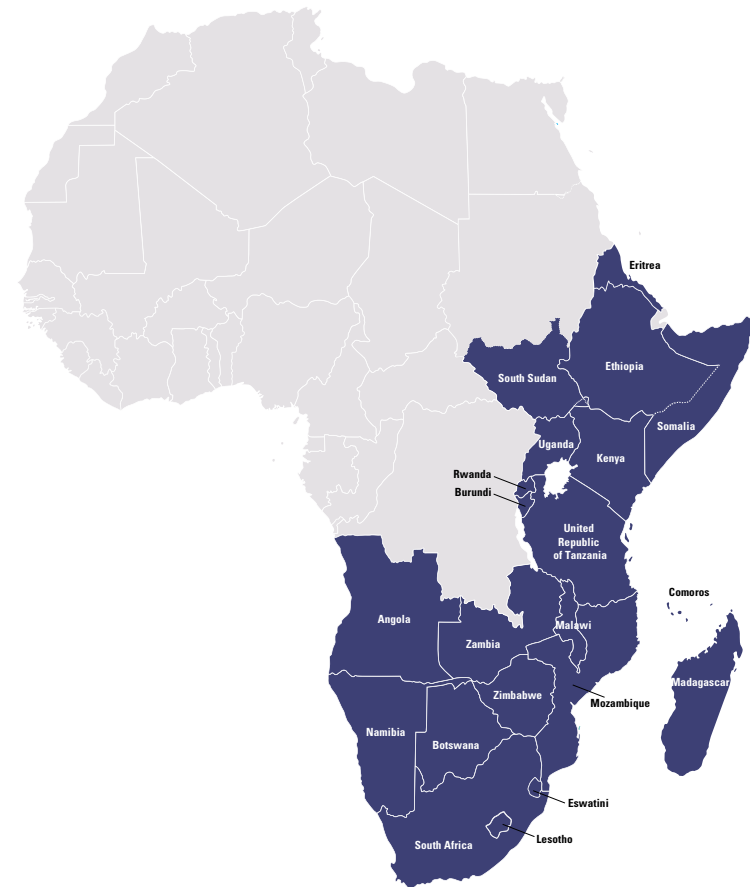 Eritrea
Ethiopia
South Sudan
Somalia
Uganda
Kenya
Rwanda
Burundi
United
Republic
of Tanzania
Comoros
Angola
Malawi
Zambia
Madagascar
Zimbabwe
Mozambique
Namibia
Botswana
Eswatini
Lesotho
South Africa